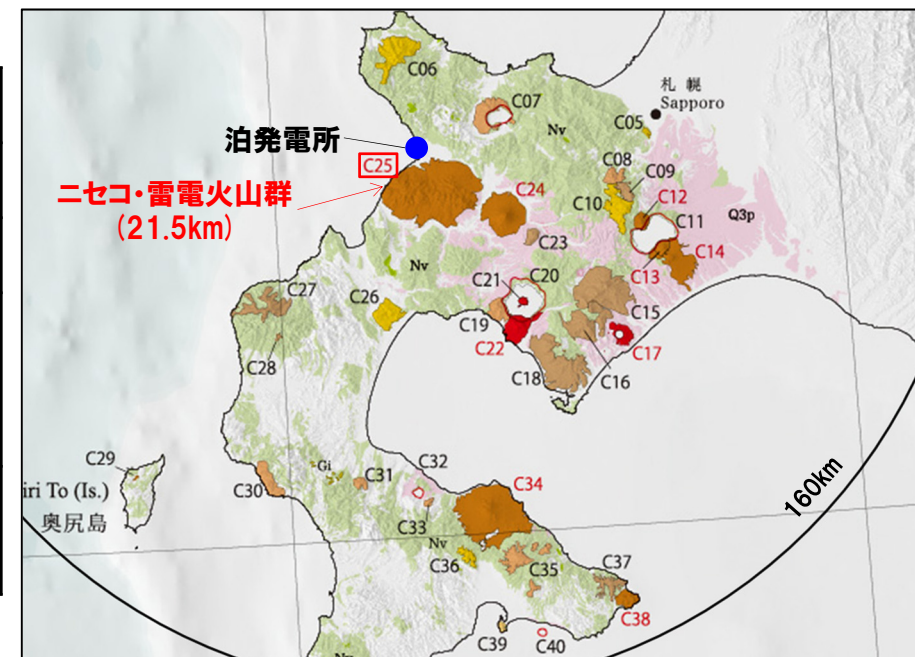 C06
C07
札 幌
Sapporo
Nv
C05
泊発電所
C25
ニセコ・雷電火山群
(21.5km)
C08
C09
C24
C10
C12
C11
Q3p
C23
C14
C13
Nv
C27
C26
C21
C20
C15
C19
C22
C17
C28
C18
C16
C29
C32
C34
160km
Gi
C31
iri To (Is.)
C30
奥尻島
C33
Nv
C36
C35
C37
C38
C39
C40
Nv